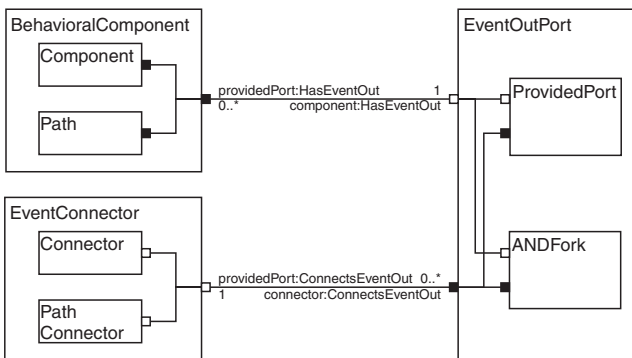 BehavioralComponent
Component
Path
providedPort:HasEventOut 1
0..* component:HasEventOut
EventOutPort
ProvidedPort
ANDFork
EventConnector
Connector
Path
Connector
providedPort:ConnectsEventOut 0..*
1 connector:ConnectsEventOut